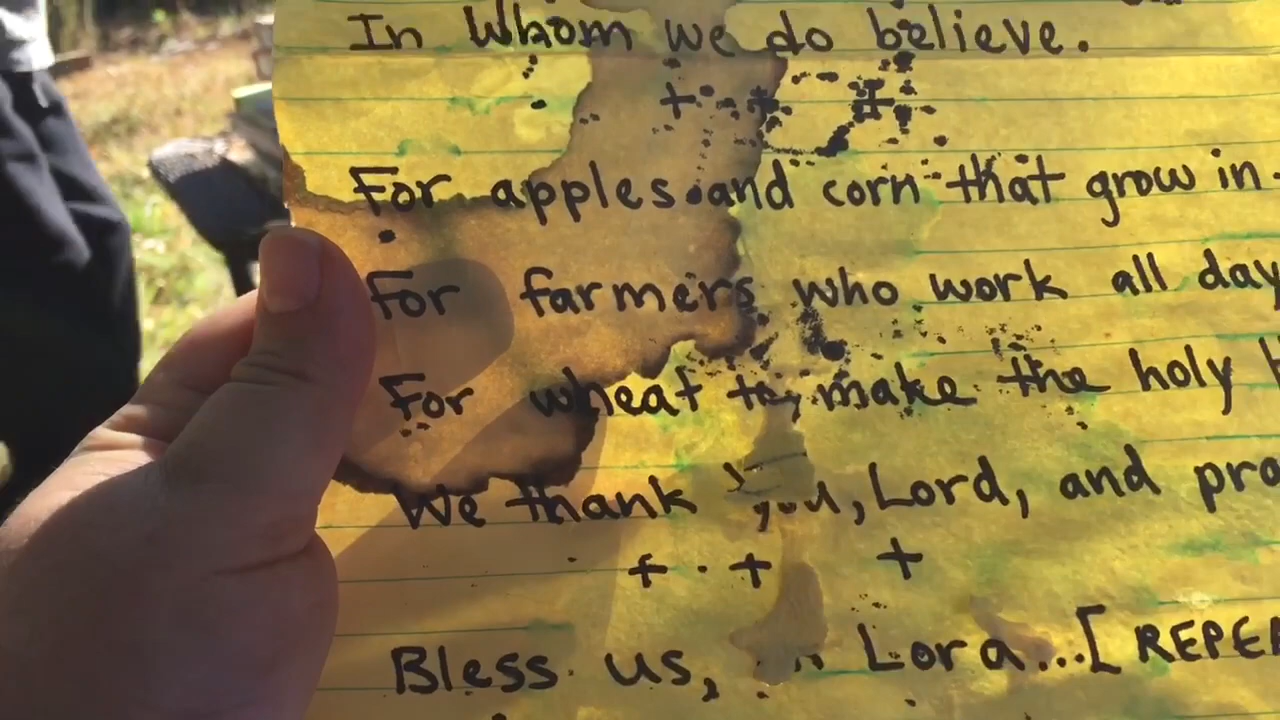 In Whom we do believe.
+ + +
For apples and corn that grow in
For farmers who work all day
For wheat to make the holy
We thank you, Lord, and pra
+ + +
Bless us, Lord...[REPEA